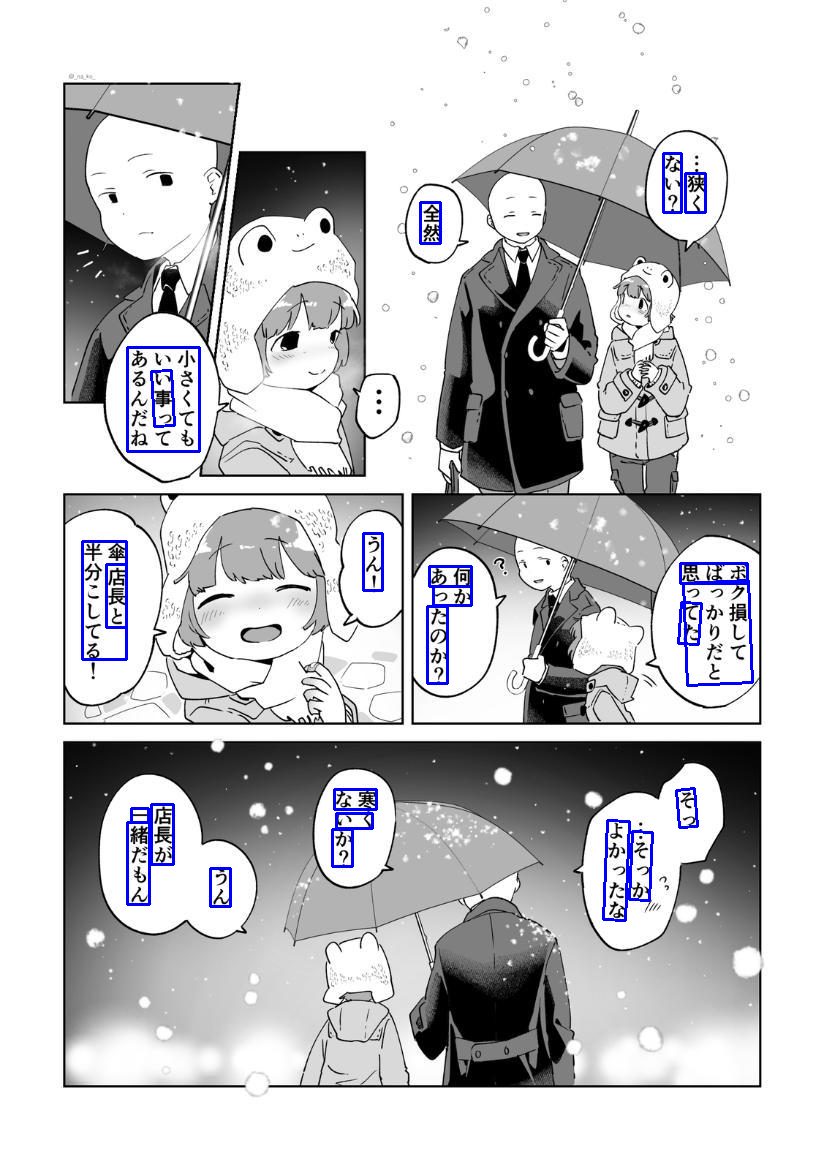 @_na_ko_
…狭く
ない?
全然
小さくても
いい事って
あるんだね
…
ボク損して
ばっかりだと
思ってた
?
何か
あったのか?
うん!
傘店長と
半分こしてる!
そっ
…そっか
よかったな
??
寒く
ないか?
うん
店長が
一緒だもん